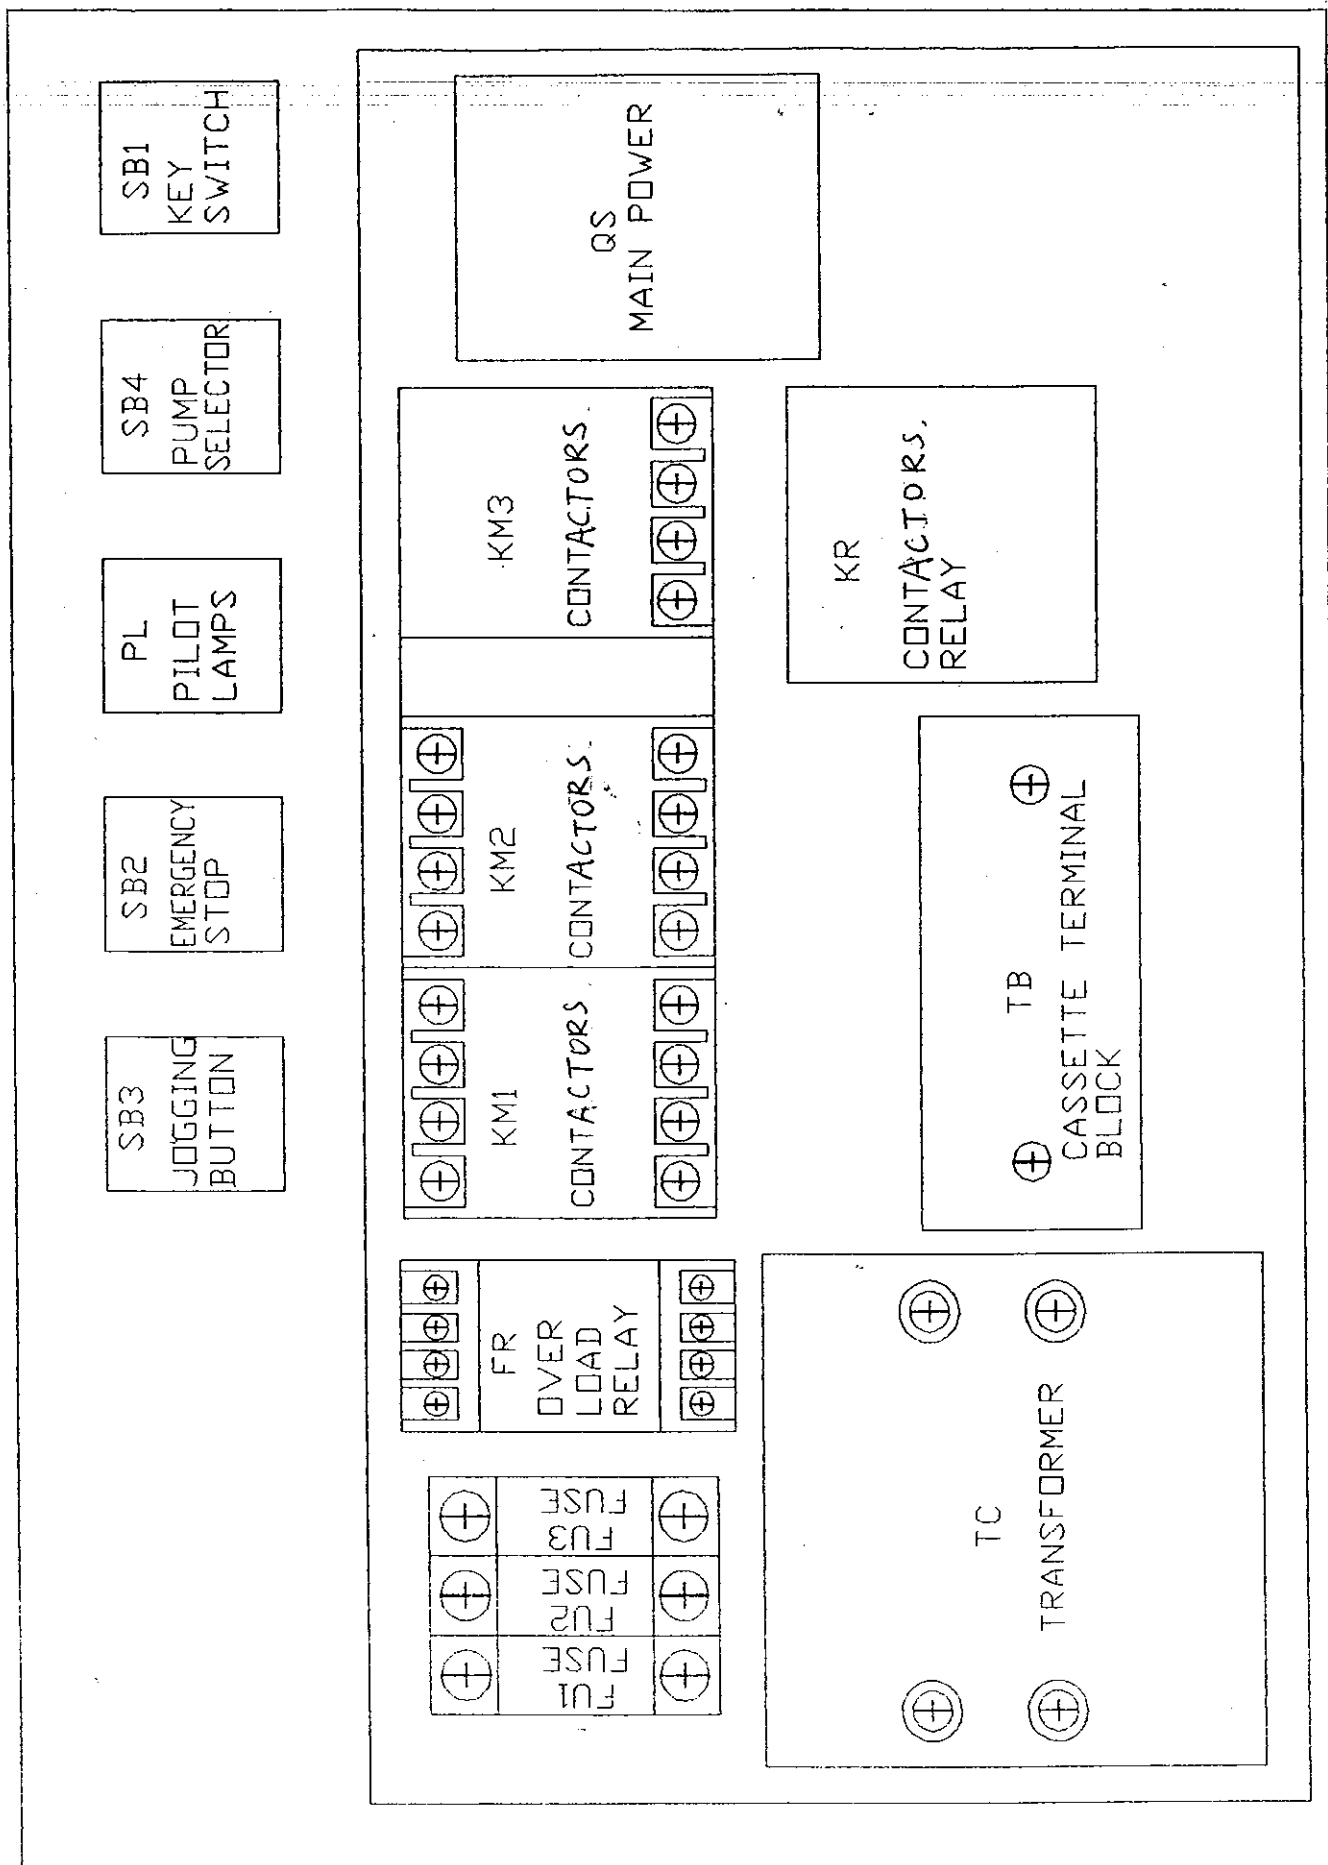 SB3
JOGGING
BUTTON
SB2
EMERGENCY
STOP
PL
PILOT
LAMPS
SB4
PUMP
SELECTOR
SB1
KEY
SWITCH
FU1
FUSE
FU2
FUSE
FU3
FUSE
FR
OVER
LOAD
RELAY
KM1
CONTACTORS.
KM2
CONTACTORS.
KM3
CONTACTORS.
QS
MAIN POWER
TC
TRANSFORMER
TB
CASSETTE TERMINAL
BLOCK
KR
CONTACTORS.
RELAY